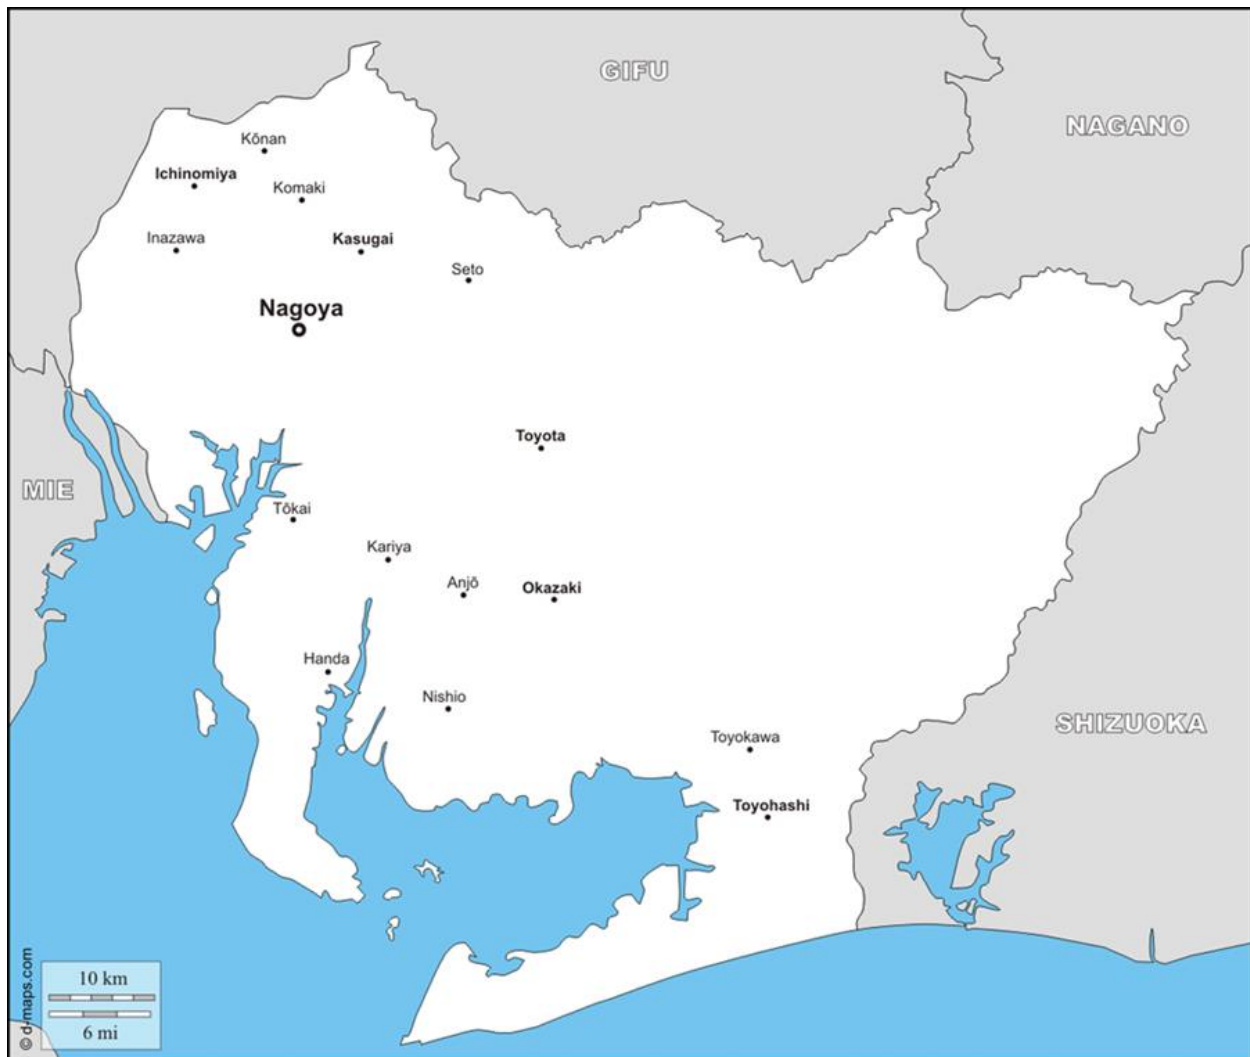 GIFU
NAGANO
Kōnan
Ichinomiya
Komaki
Inazawa
Kasugai
Seto
Nagoya
Toyota
MIE
Tōkai
Kariya
Anjō
Okazaki
Handa
Nishio
SHIZUOKA
Toyokawa
Toyohashi
10 km
6 mi
© d-maps.com